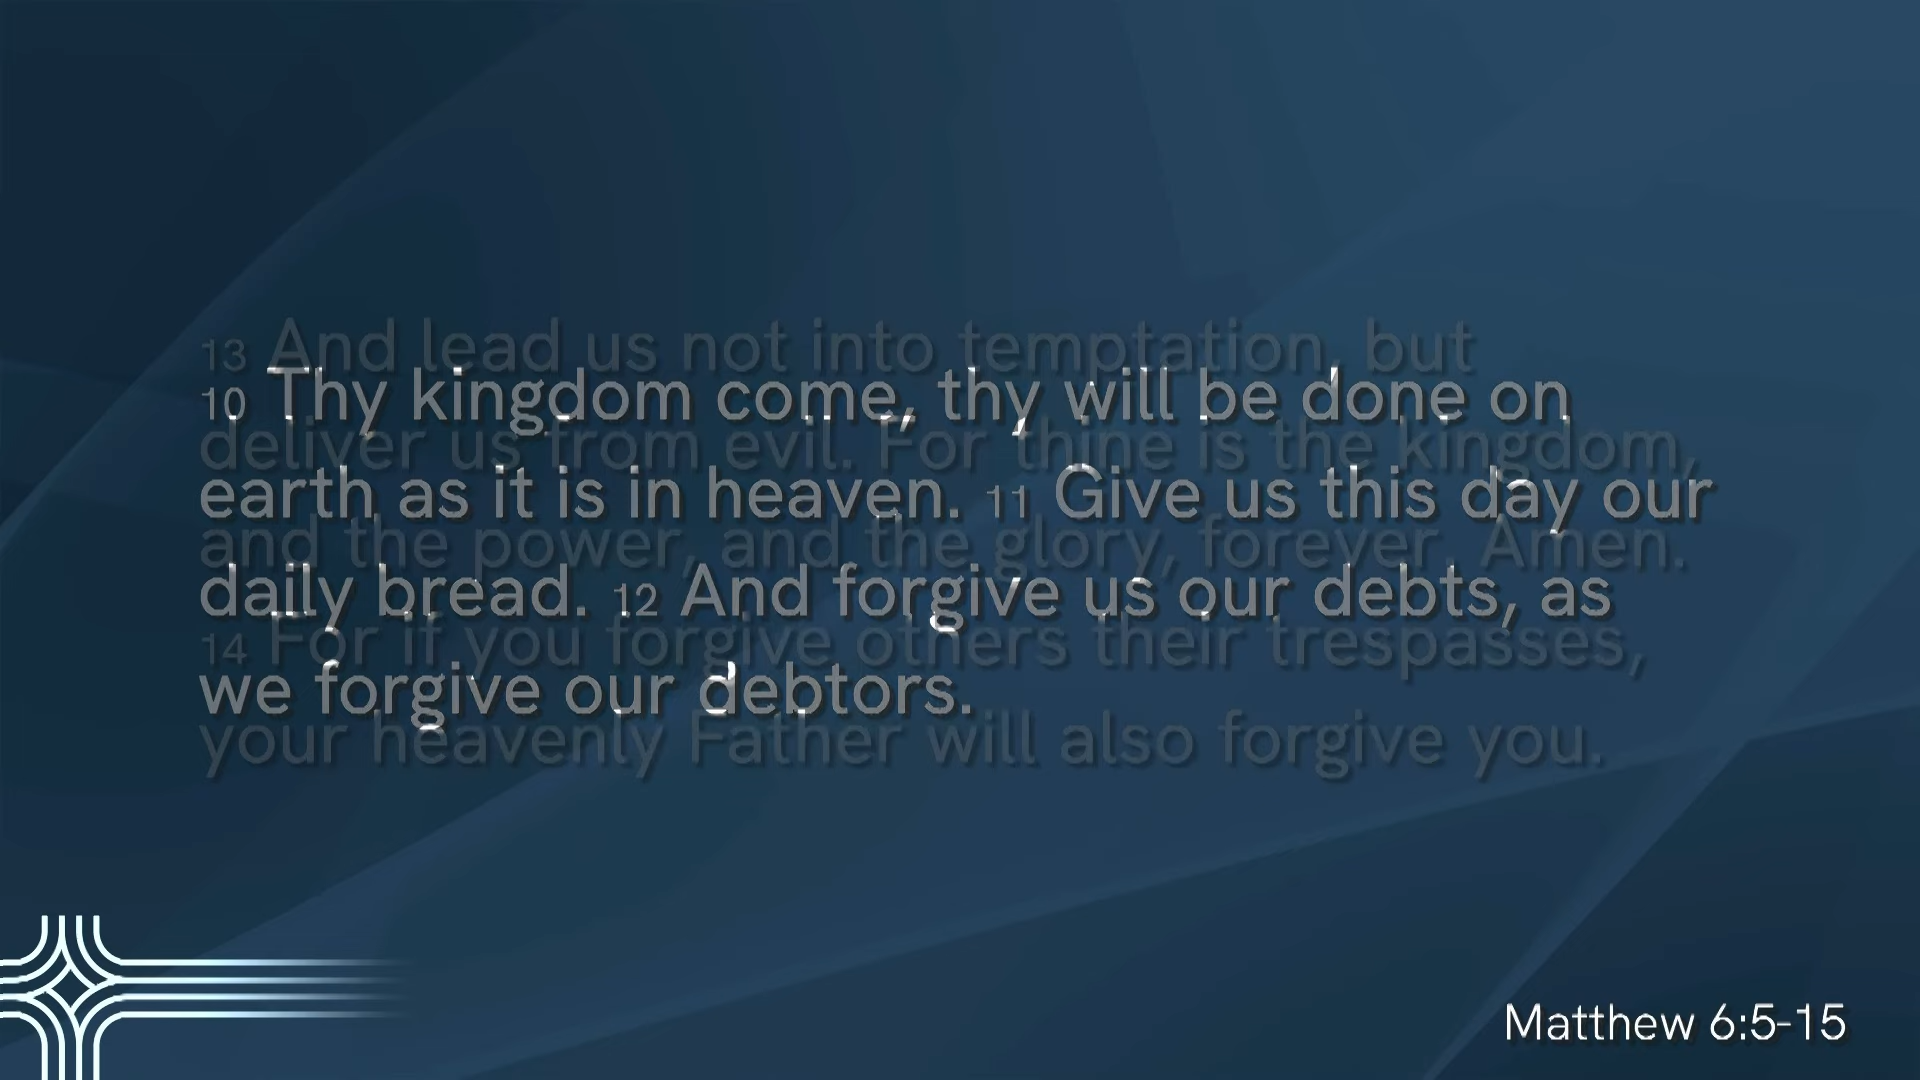 10 Thy kingdom come, thy will be done on
earth as it is in heaven. 11 Give us this day our
daily bread. 12 And forgive us our debts, as
we forgive our debtors.
13 And lead us not into temptation, but
deliver us from evil. For thine is the kingdom,
and the power, and the glory, forever. Amen.
14 For if you forgive others their trespasses,
your heavenly Father will also forgive you.
Matthew 6:5-15